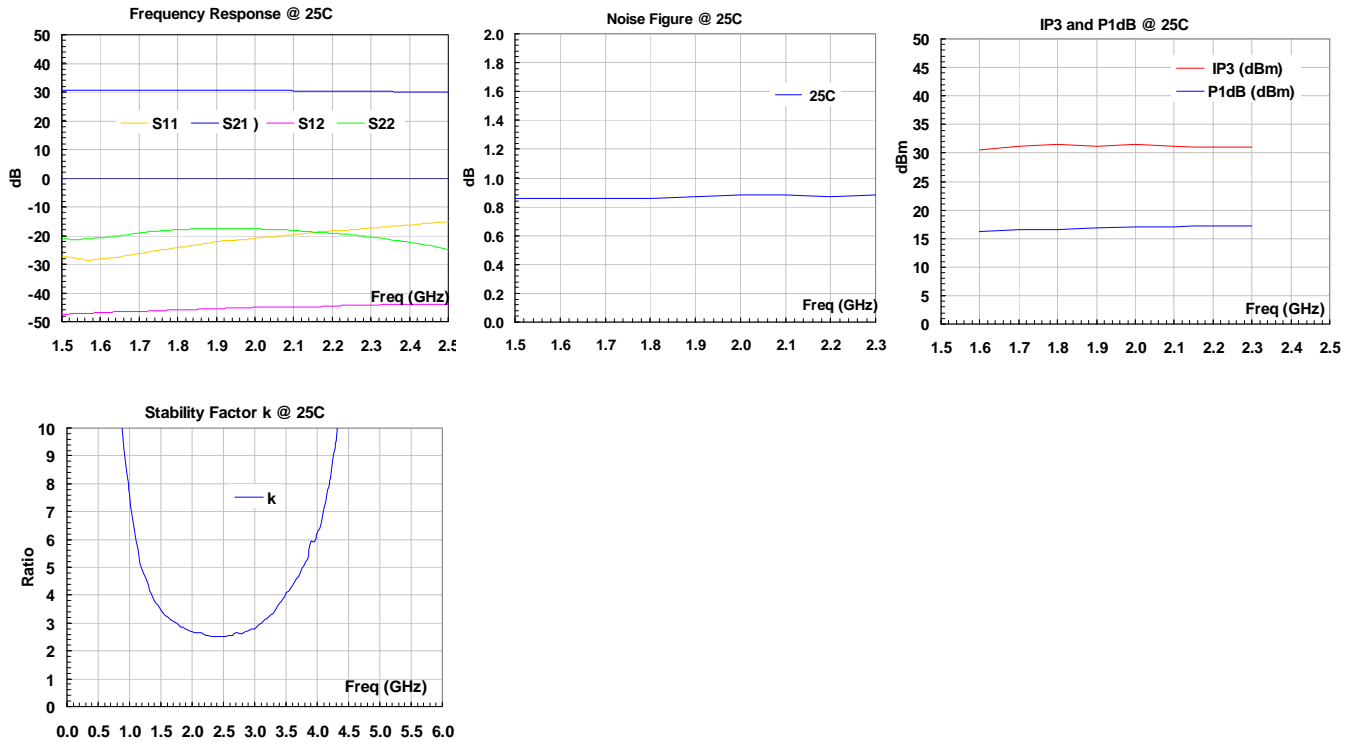 Frequency Response @ 25C
50
40
30
20
10
0
-10
-20
-30
-40
-50
dB
S11 S21 ) S12 S22
Freq (GHz)
1.5 1.6 1.7 1.8 1.9 2.0 2.1 2.2 2.3 2.4 2.5
Noise Figure @ 25C
2.0
1.8
1.6
1.4
1.2
1.0
0.8
0.6
0.4
0.2
0.0
dB
25C
Freq (GHz)
1.5 1.6 1.7 1.8 1.9 2.0 2.1 2.2 2.3
IP3 and P1dB @ 25C
50
45
40
35
30
25
20
15
10
5
0
dBm
IP3 (dBm)
P1dB (dBm)
Freq (GHz)
1.5 1.6 1.7 1.8 1.9 2.0 2.1 2.2 2.3 2.4 2.5
Stability Factor k @ 25C
10
9
8
7
6
5
4
3
2
1
0
Ratio
k
Freq (GHz)
0.0 0.5 1.0 1.5 2.0 2.5 3.0 3.5 4.0 4.5 5.0 5.5 6.0